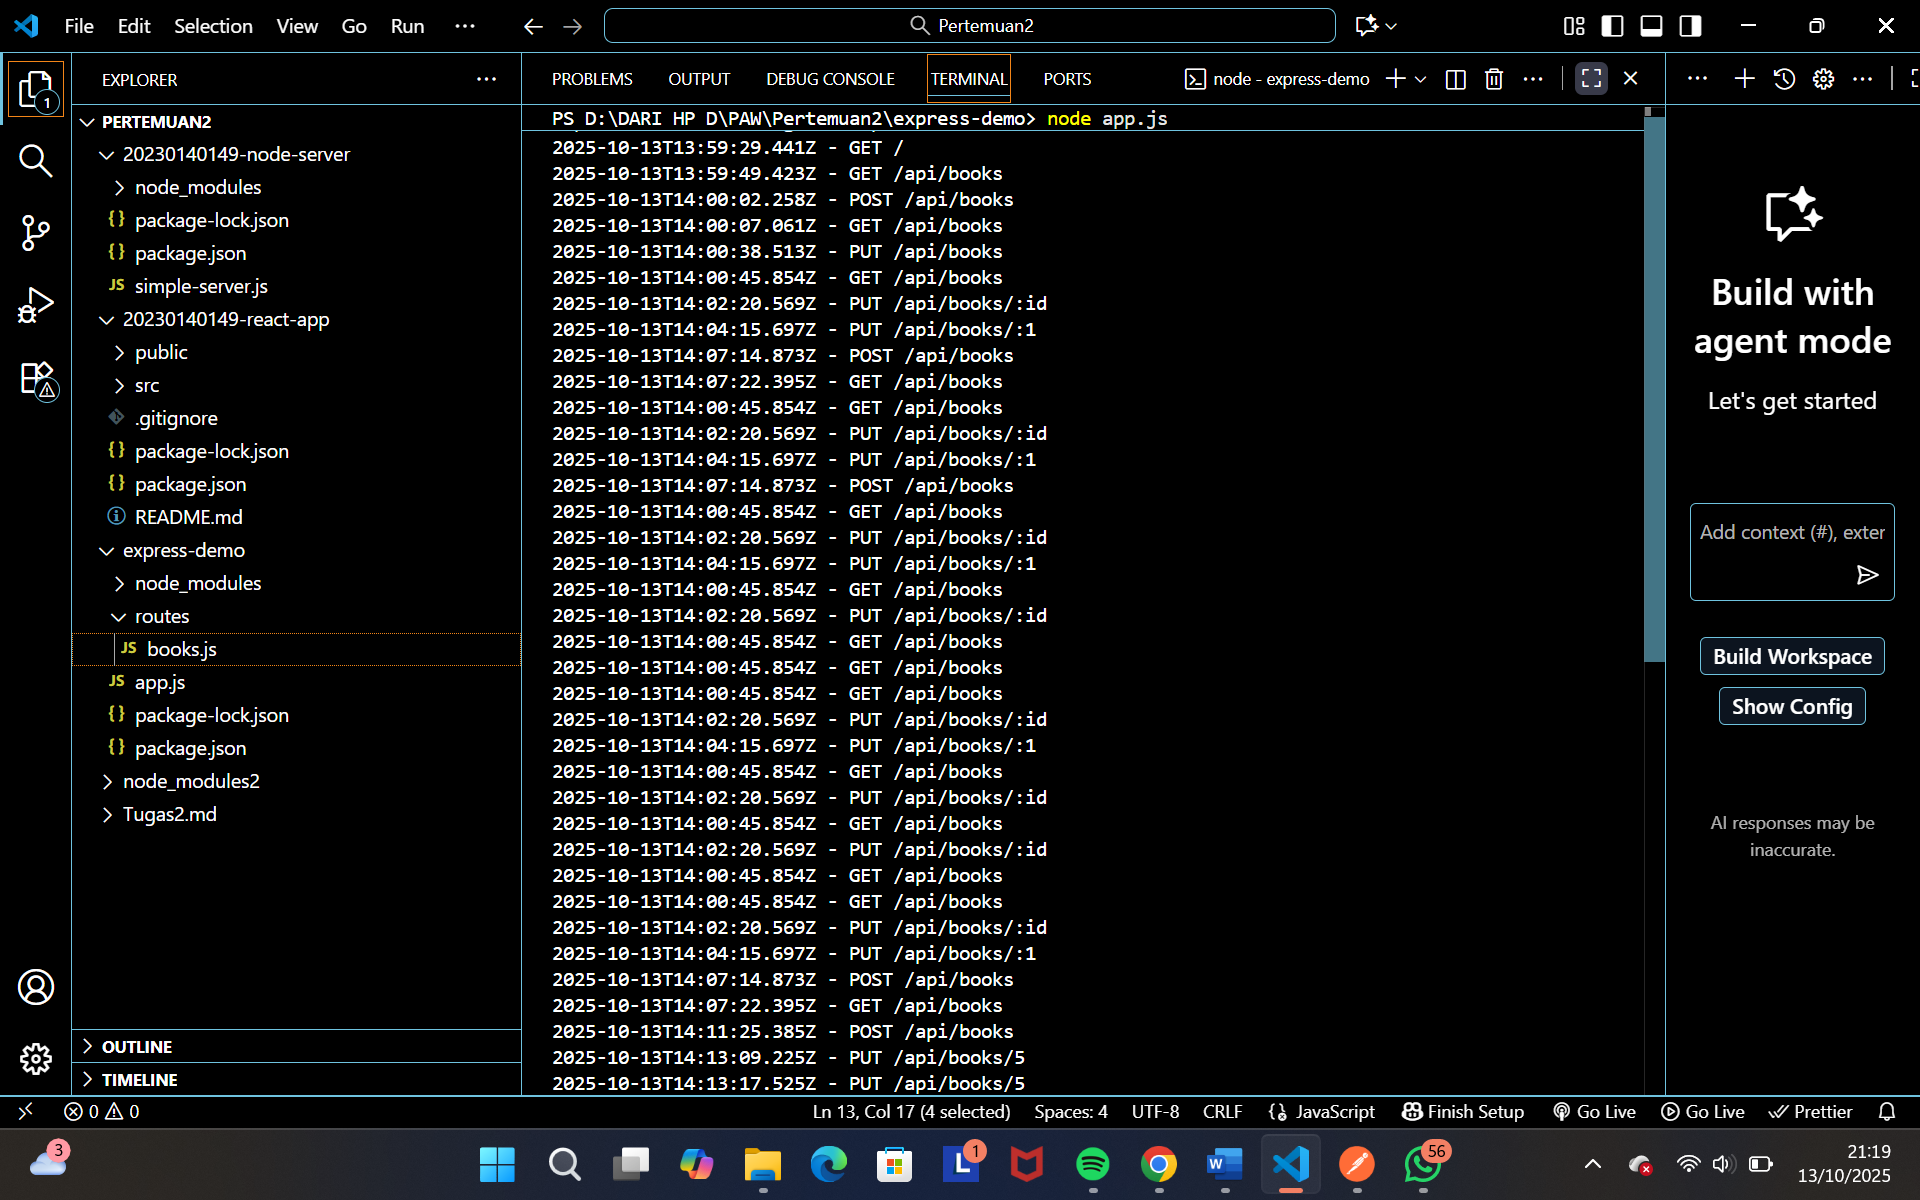 File Edit Selection View Go Run
Pertemuan2
EXPLORER
PROBLEMS OUTPUT DEBUG CONSOLE TERMINAL PORTS
node - express-demo
1
PERTEMUAN2
20230140149-node-server
node_modules
package-lock.json
package.json
simple-server.js
20230140149-react-app
public
src
.gitignore
package-lock.json
package.json
README.md
express-demo
node_modules
routes
JS books.js
JS app.js
package-lock.json
package.json
node_modules2
Tugas2.md
OUTLINE
TIMELINE
PS D:\DARI HP D\PAW\Pertemuan2\express-demo> node app.js
2025-10-13T13:59:29.441Z - GET /
2025-10-13T13:59:49.423Z - GET /api/books
2025-10-13T14:00:02.258Z - POST /api/books
2025-10-13T14:00:07.061Z - GET /api/books
2025-10-13T14:00:38.513Z - PUT /api/books
2025-10-13T14:00:45.854Z - GET /api/books
2025-10-13T14:02:20.569Z - PUT /api/books/:id
2025-10-13T14:04:15.697Z - PUT /api/books/:1
2025-10-13T14:07:14.873Z - POST /api/books
2025-10-13T14:07:22.395Z - GET /api/books
2025-10-13T14:00:45.854Z - GET /api/books
2025-10-13T14:02:20.569Z - PUT /api/books/:id
2025-10-13T14:04:15.697Z - PUT /api/books/:1
2025-10-13T14:07:14.873Z - POST /api/books
2025-10-13T14:00:45.854Z - GET /api/books
2025-10-13T14:02:20.569Z - PUT /api/books/:id
2025-10-13T14:04:15.697Z - PUT /api/books/:1
2025-10-13T14:00:45.854Z - GET /api/books
2025-10-13T14:02:20.569Z - PUT /api/books/:id
2025-10-13T14:00:45.854Z - GET /api/books
2025-10-13T14:00:45.854Z - GET /api/books
2025-10-13T14:00:45.854Z - GET /api/books
2025-10-13T14:02:20.569Z - PUT /api/books/:id
2025-10-13T14:04:15.697Z - PUT /api/books/:1
2025-10-13T14:00:45.854Z - GET /api/books
2025-10-13T14:02:20.569Z - PUT /api/books/:id
2025-10-13T14:00:45.854Z - GET /api/books
2025-10-13T14:02:20.569Z - PUT /api/books/:id
2025-10-13T14:00:45.854Z - GET /api/books
2025-10-13T14:00:45.854Z - GET /api/books
2025-10-13T14:02:20.569Z - PUT /api/books/:id
2025-10-13T14:04:15.697Z - PUT /api/books/:1
2025-10-13T14:07:14.873Z - POST /api/books
2025-10-13T14:07:22.395Z - GET /api/books
2025-10-13T14:11:25.385Z - POST /api/books
2025-10-13T14:13:09.225Z - PUT /api/books/5
2025-10-13T14:13:17.525Z - PUT /api/books/5
Build with
agent mode
Let's get started
Add context (#), exter
Build Workspace
Show Config
AI responses may be
inaccurate.
0 0
Ln 13, Col 17 (4 selected) Spaces: 4 UTF-8 CRLF JavaScript Finish Setup Go Live Go Live Prettier
3
1
56
21:19
13/10/2025